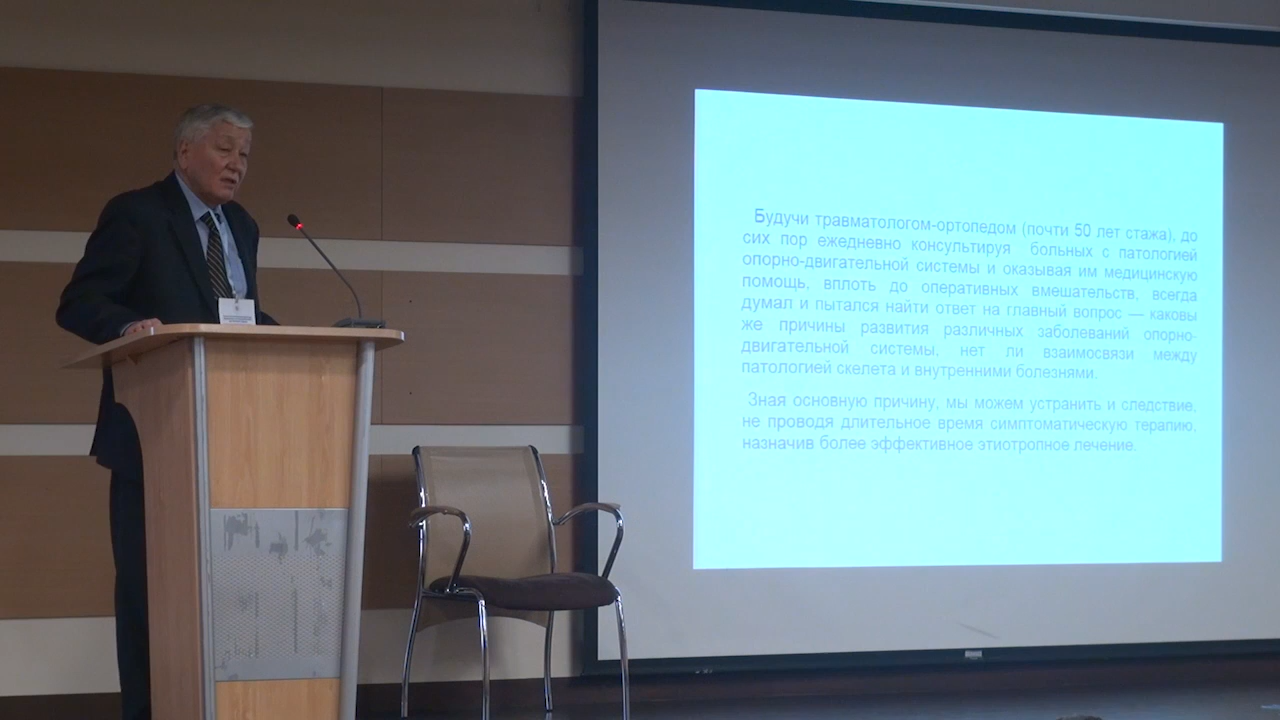 Будучи травматологом-ортопедом (почти 50 лет стажа), до
сих пор ежедневно консультируя больных с патологией
опорно-двигательной системы и оказывая им медицинскую
помощь, вплоть до оперативных вмешательств, всегда
думал и пытался найти ответ на главный вопрос — каковы
же причины развития различных заболеваний опорно-
двигательной системы, нет ли взаимосвязи между
патологией скелета и внутренними болезнями.
Зная основную причину, мы можем устранить и следствие,
не проводя длительное время симптоматическую терапию,
назначив более эффективное этиотропное лечение.